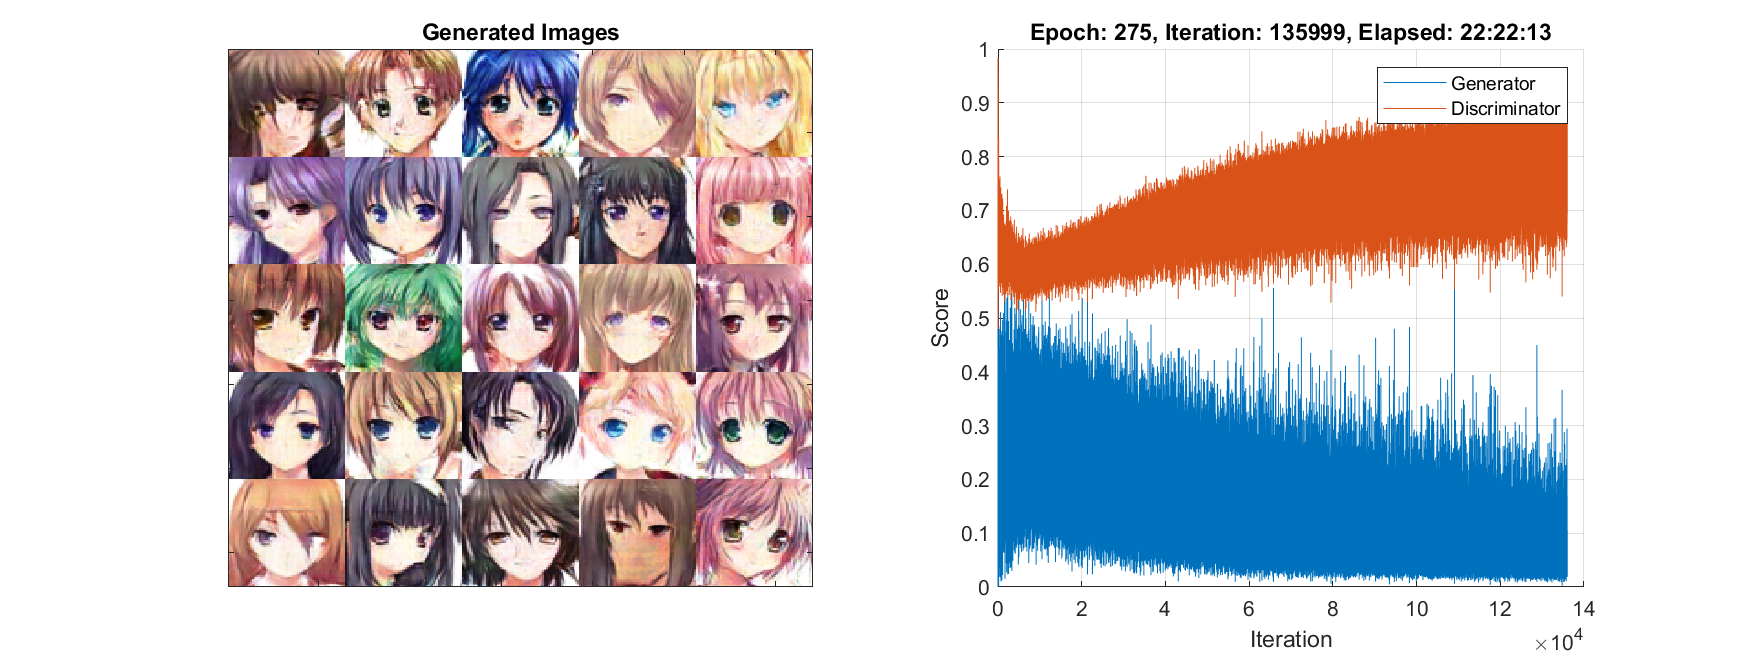 Generated Images
Epoch: 275, Iteration: 135999, Elapsed: 22:22:13
1
0.9
0.8
0.7
0.6
0.5
0.4
0.3
0.2
0.1
0
Score
Generator
Discriminator
0 2 4 6 8 10 12 14
Iteration
×10⁴